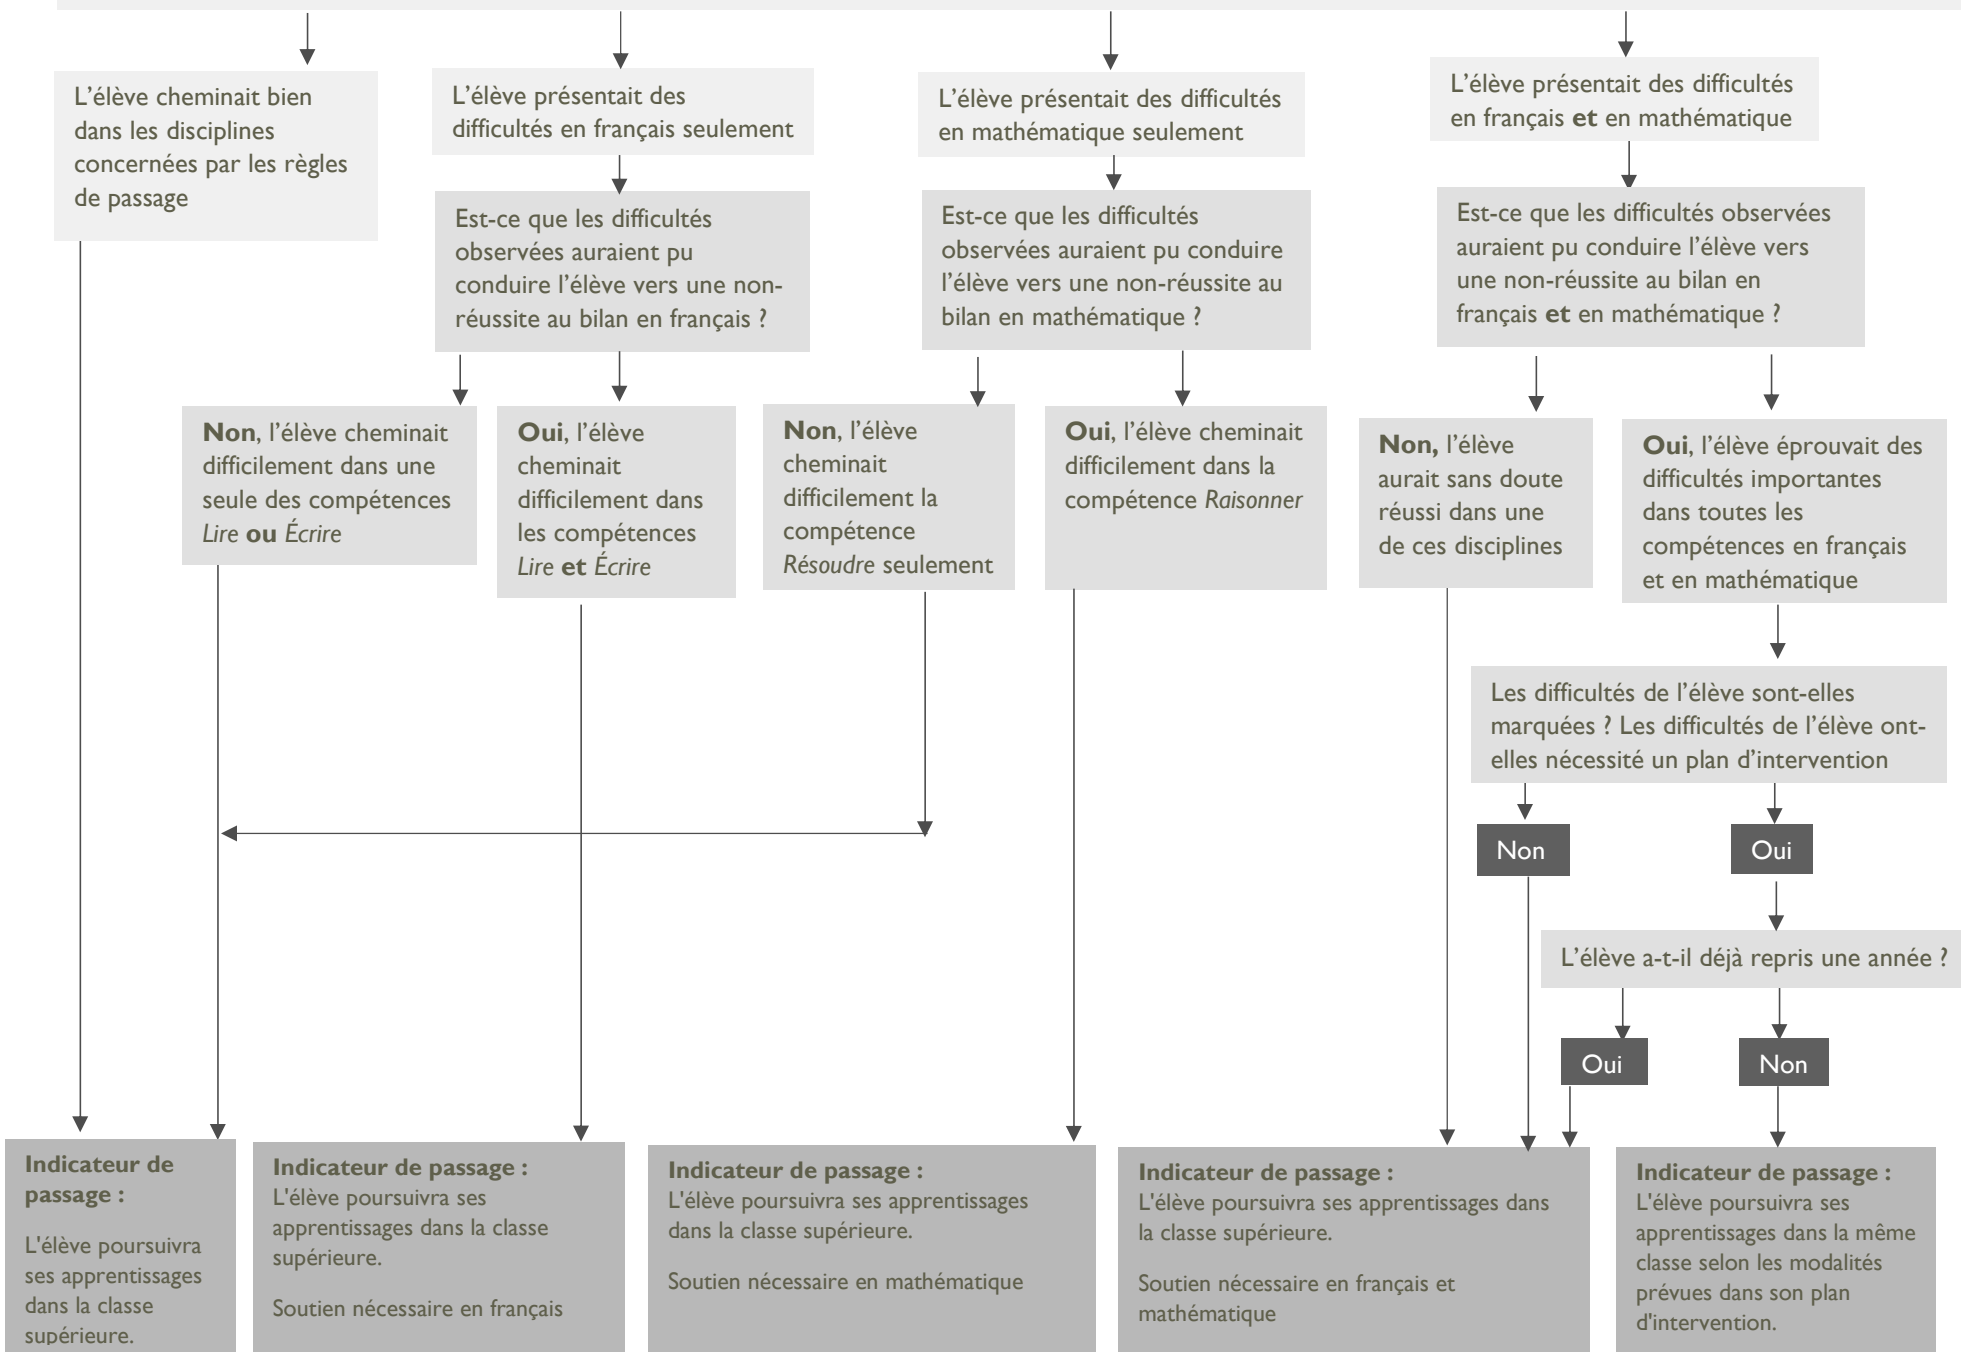 L'élève cheminait bien
dans les disciplines
concernées par les règles
de passage
L'élève présentait des
difficultés en français seulement
L'élève présentait des difficultés
en mathématique seulement
L'élève présentait des difficultés
en français et en mathématique
Est-ce que les difficultés
observées auraient pu
conduire l'élève vers une non-
réussite au bilan en français ?
Est-ce que les difficultés
observées auraient pu conduire
l'élève vers une non-réussite au
bilan en mathématique ?
Est-ce que les difficultés observées
auraient pu conduire l'élève vers
une non-réussite au bilan en
français et en mathématique ?
Non, l'élève cheminait
difficilement dans une
seule des compétences
Lire ou Écrire
Oui, l'élève
cheminait
difficilement dans
les compétences
Lire et Écrire
Non, l'élève
cheminait
difficilement la
compétence
Résoudre seulement
Oui, l'élève cheminait
difficilement dans la
compétence Raisonner
Non, l'élève
aurait sans doute
réussi dans une
de ces disciplines
Oui, l'élève éprouvait des
difficultés importantes
dans toutes les
compétences en français
et en mathématique
Les difficultés de l'élève sont-elles
marquées ? Les difficultés de l'élève ont-
elles nécessité un plan d'intervention
Non
Oui
L'élève a-t-il déjà repris une année ?
Oui
Non
Indicateur de
passage :
L'élève poursuivra
ses apprentissages
dans la classe
supérieure.
Indicateur de passage :
L'élève poursuivra ses
apprentissages dans la classe
supérieure.
Soutien nécessaire en français
Indicateur de passage :
L'élève poursuivra ses apprentissages
dans la classe supérieure.
Soutien nécessaire en mathématique
Indicateur de passage :
L'élève poursuivra ses apprentissages dans
la classe supérieure.
Soutien nécessaire en français et
mathématique
Indicateur de passage :
L'élève poursuivra ses
apprentissages dans la même
classe selon les modalités
prévues dans son plan
d'intervention.